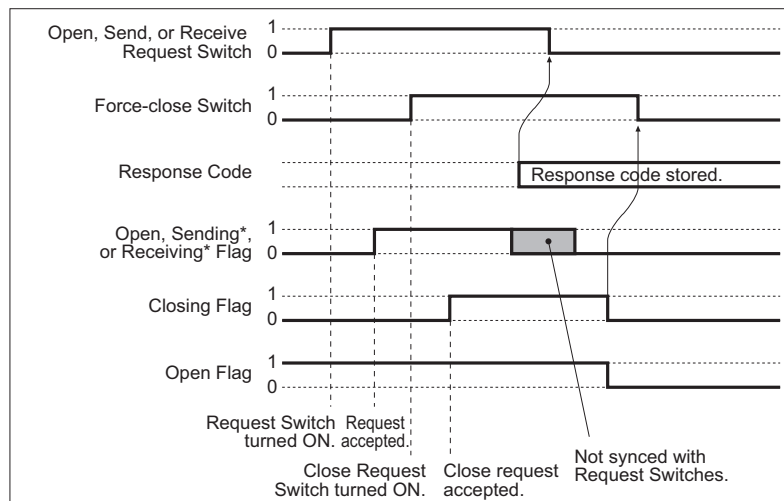 Open, Send, or Receive
Request Switch
1
0
Force-close Switch
1
0
Response Code
Response code stored.
Open, Sending*,
or Receiving* Flag
1
0
Closing Flag
1
0
Open Flag
1
0
Request Switch
turned ON.
Request
accepted.
Close Request
Switch turned ON.
Close request
accepted.
Not synced with
Request Switches.